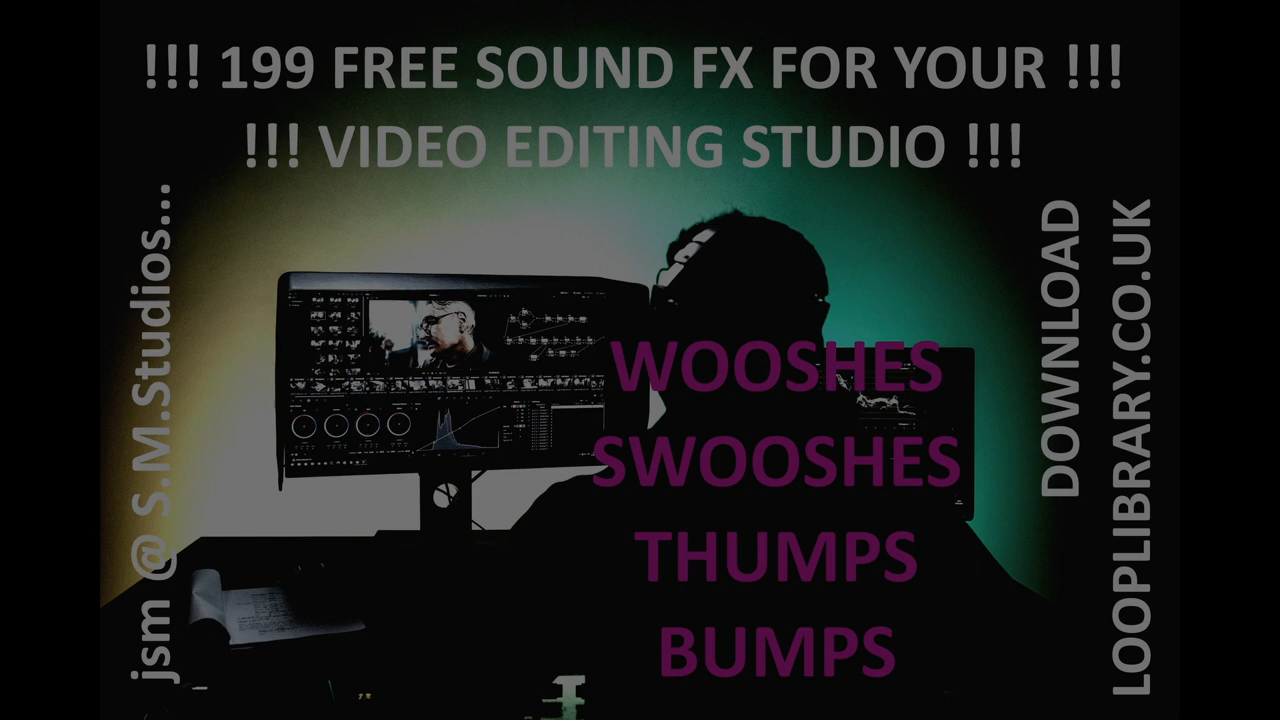 !!! 199 FREE SOUND FX FOR YOUR !!!
!!! VIDEO EDITING STUDIO !!!
jsm @ S.M.Studios...
DOWNLOAD
LOOPLIBRARY.CO.UK
WOOSHES
SWOOSHES
THUMPS
BUMPS